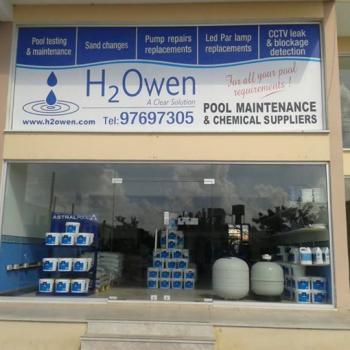 Pool testing
& maintenance
Sand changes
Pump repairs
replacements
Led Par lamp
replacements
CCTV leak
& blockage
detection
H2Owen
A Clear Solution
For all your pool
requirements!
www.h2owen.com
Tel:97697305
POOL MAINTENANCE
& CHEMICAL SUPPLIERS
ASTRALPOOL